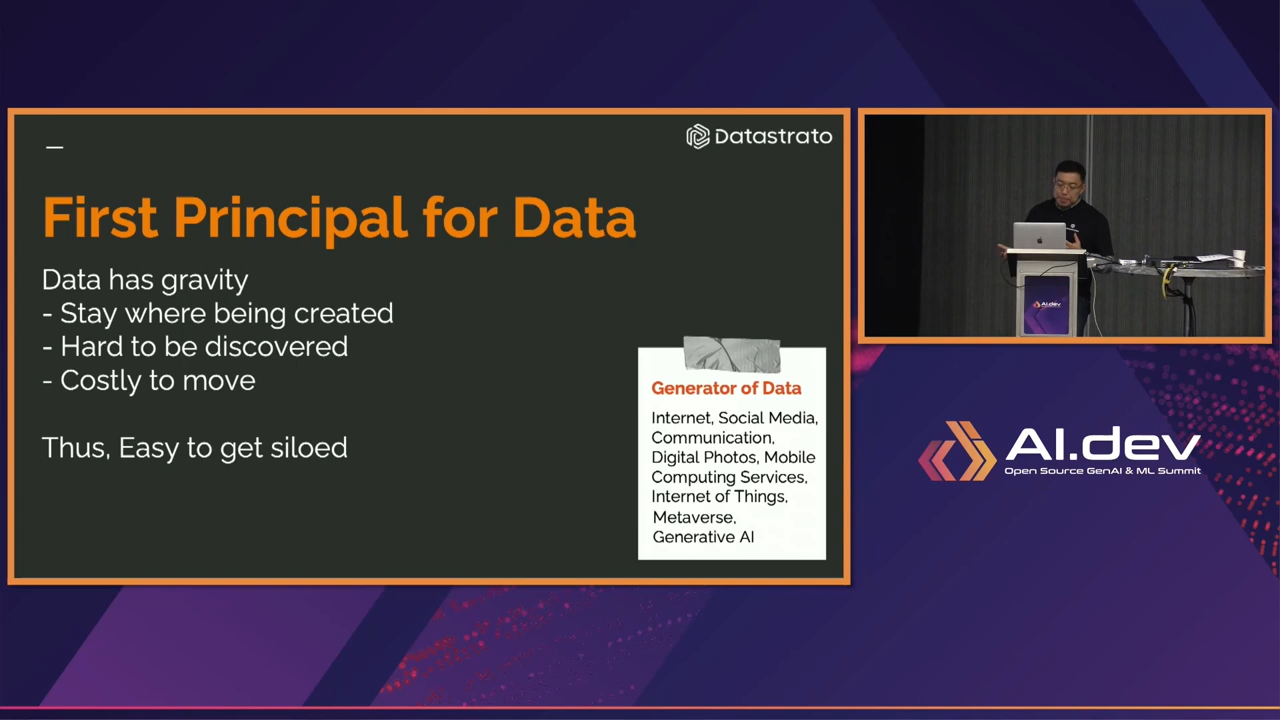 Datastrato
First Principal for Data
Data has gravity
- Stay where being created
- Hard to be discovered
- Costly to move
Thus, Easy to get siloed
Generator of Data
Internet, Social Media,
Communication,
Digital Photos, Mobile
Computing Services,
Internet of Things,
Metaverse,
Generative AI
AI.dev
AI.dev
Open Source GenAI & ML Summit